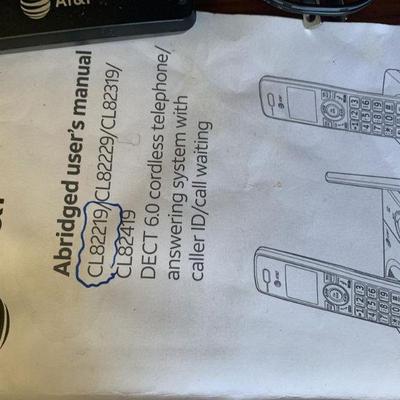 AT&T
Abridged user's manual
CL82219/CL82229/CL82319/
CL82419
DECT 6.0 cordless telephone/
answering system with
caller ID/call waiting